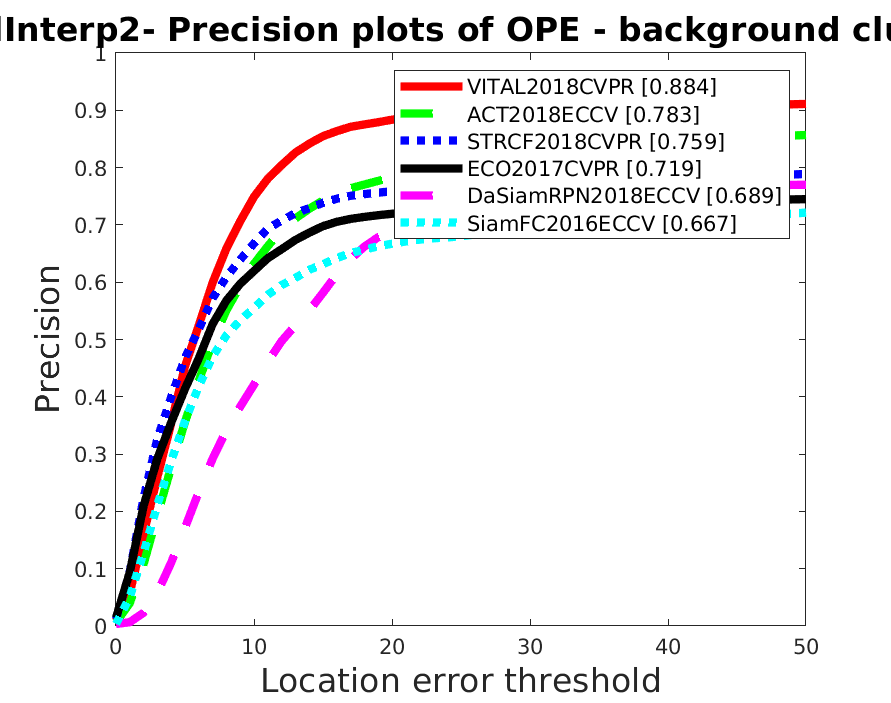 Interp2- Precision plots of OPE - background clu
1
0.9
0.8
0.7
0.6
0.5
0.4
0.3
0.2
0.1
0
Precision
VITAL2018CVPR [0.884]
ACT2018ECCV [0.783]
STRCF2018CVPR [0.759]
ECO2017CVPR [0.719]
DaSiamRPN2018ECCV [0.689]
SiamFC2016ECCV [0.667]
0 10 20 30 40 50
Location error threshold